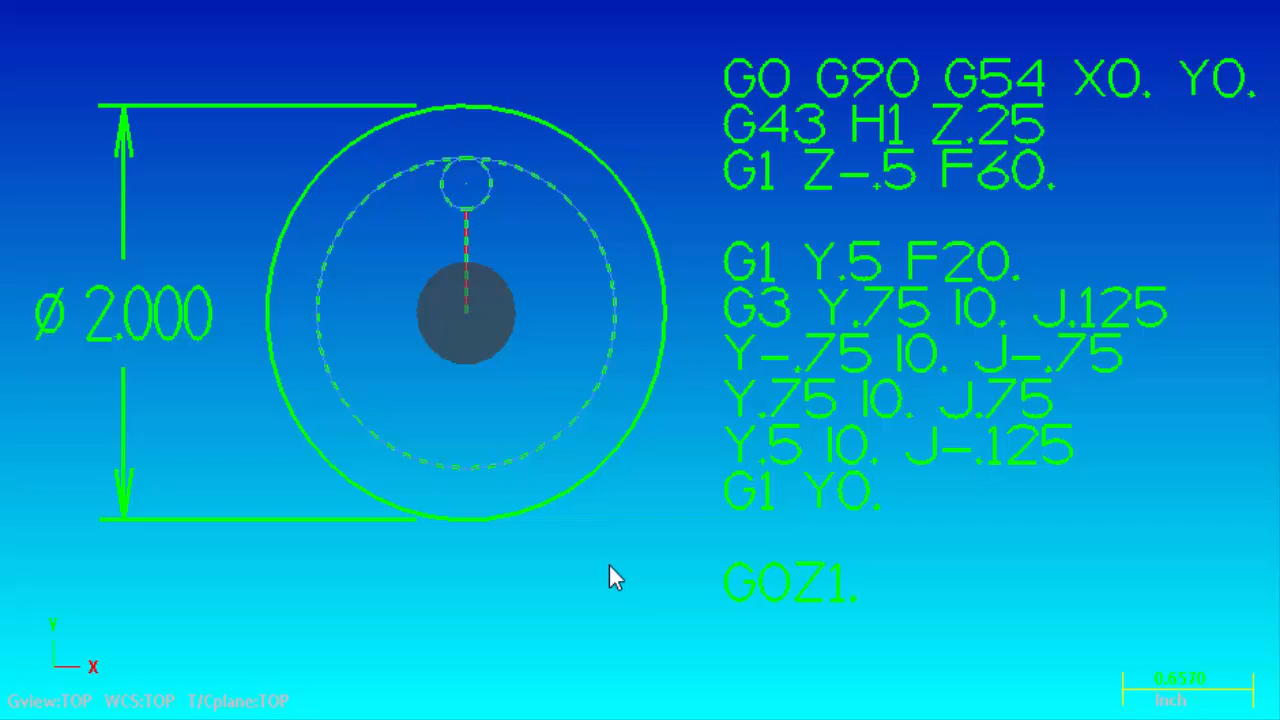 G0 G90 G54 X0. Y0.
G43 H1 Z.25
G1 Z-.5 F60.
G1 Y.5 F20.
G3 Y.75 I0. J.125
Y-.75 I0. J-.75
Y.75 I0. J.75
Y.5 I0. J-.125
G1 Y0.
G0Z1.
Ø 2.000
Y
X
Gview:TOP WCS:TOP T/Cplane:TOP
0.6570
Inch